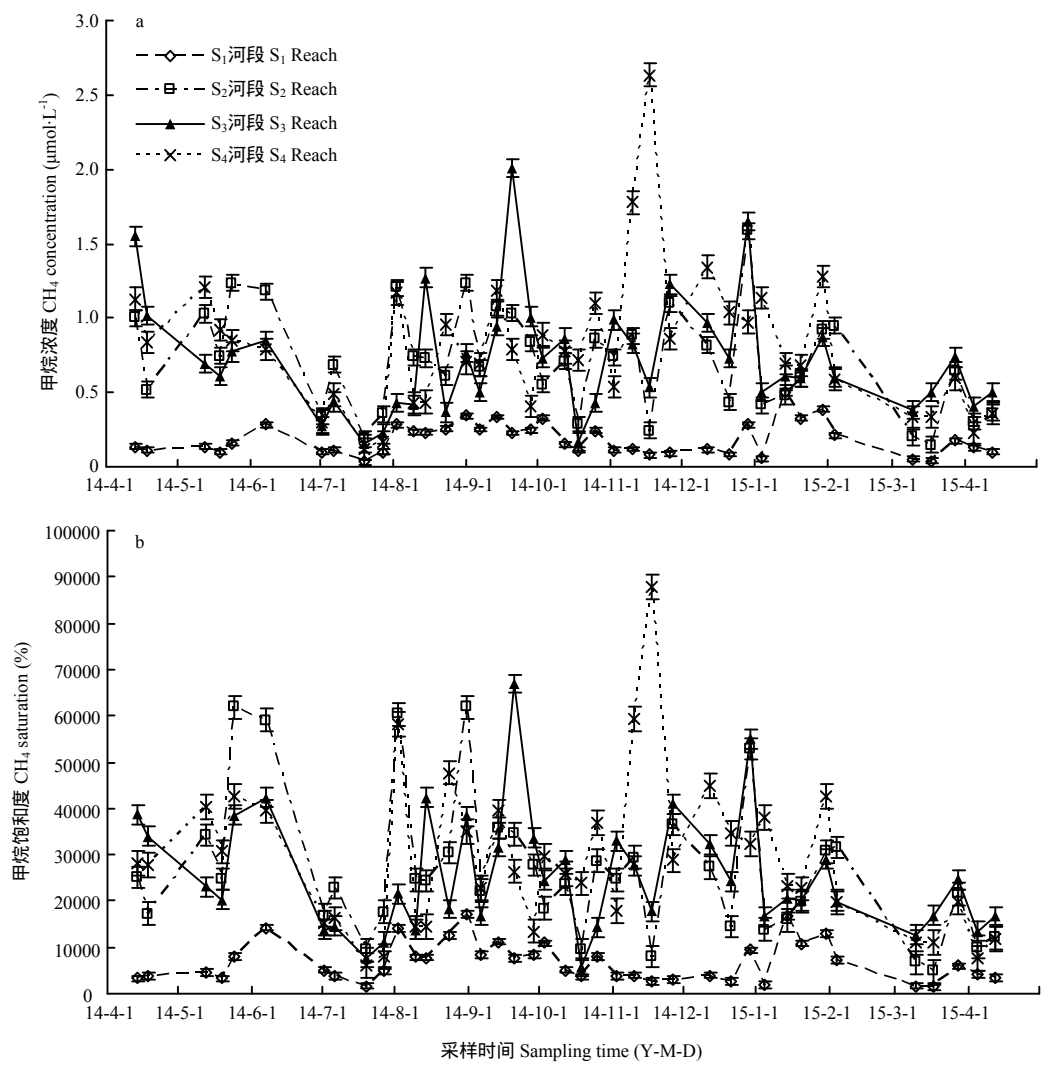 a
3.0
2.5
2.0
1.5
1.0
0.5
0
甲烷浓度 CH₄ concentration (μmol·L⁻¹)
S₁河段 S₁ Reach
S₂河段 S₂ Reach
S₃河段 S₃ Reach
S₄河段 S₄ Reach
14-4-1 14-5-1 14-6-1 14-7-1 14-8-1 14-9-1 14-10-1 14-11-1 14-12-1 15-1-1 15-2-1 15-3-1 15-4-1
b
100000
90000
80000
70000
60000
50000
40000
30000
20000
10000
0
甲烷饱和度 CH₄ saturation (%)
14-4-1 14-5-1 14-6-1 14-7-1 14-8-1 14-9-1 14-10-1 14-11-1 14-12-1 15-1-1 15-2-1 15-3-1 15-4-1
采样时间 Sampling time (Y-M-D)